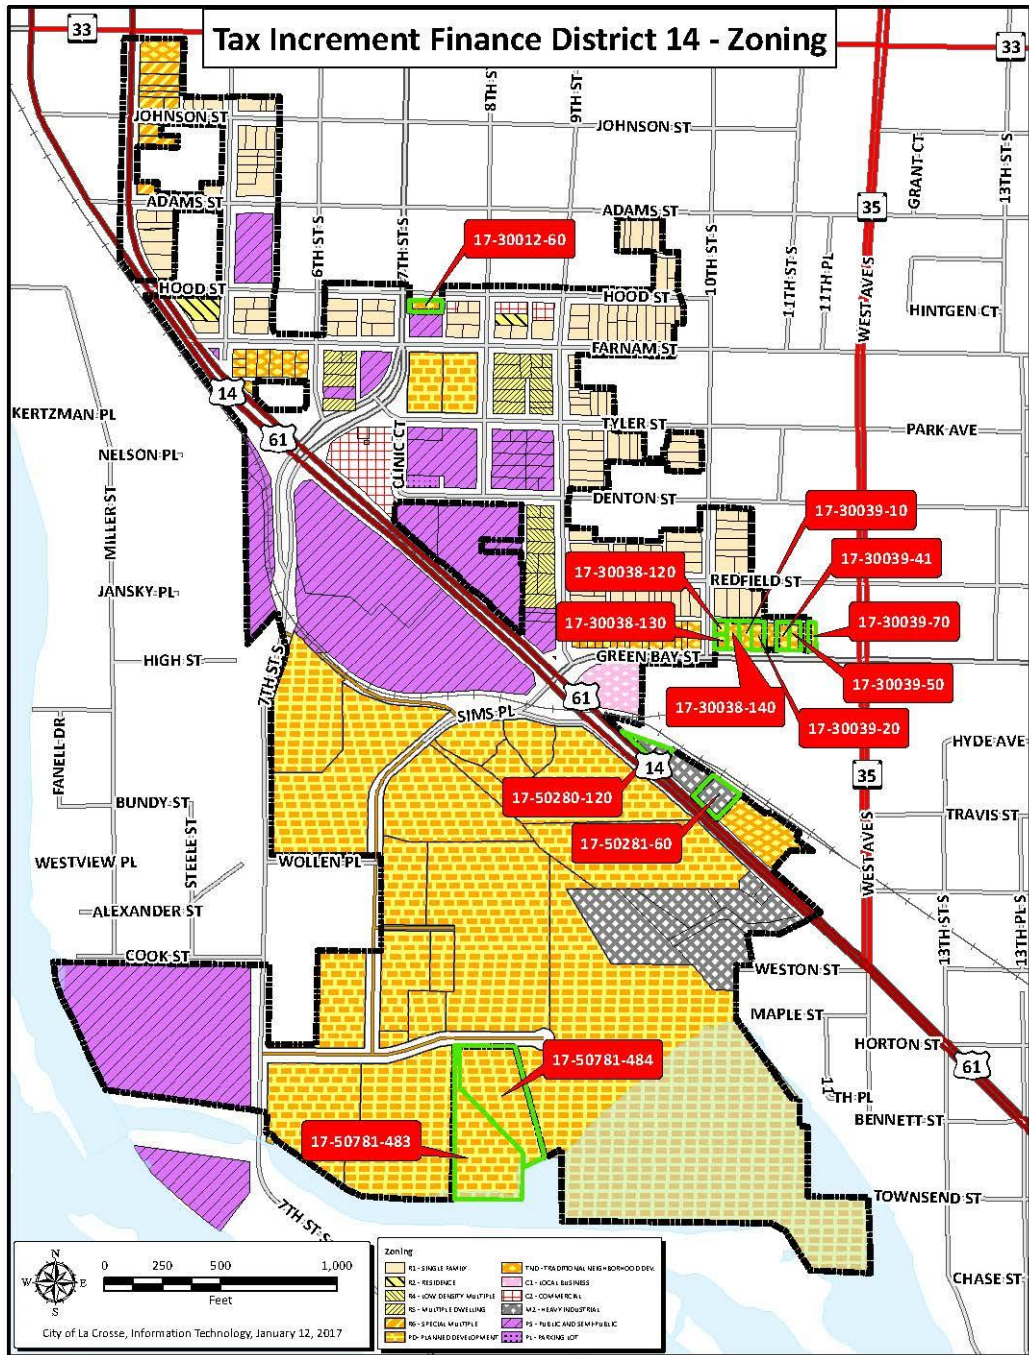 Tax Increment Finance District 14 - Zoning
33
33
8TH ST S
9TH ST S
JOHNSON ST
JOHNSON ST
GRANT CT
13TH ST S
ADAMS ST
ADAMS ST
35
6TH ST S
7TH ST S
17-30012-60
10TH ST S
11TH ST S
11TH PL
WEST AVE S
HOOD ST
HOOD ST
HINTGEN CT
FARNAM ST
14
KERTZMAN PL
61
TYLER ST
PARK AVE
NELSON PL
CLINIC CT
DENTON ST
MILLER ST
17-30039-10
17-30039-41
17-30038-120
REDFIELD ST
JANSKY PL
17-30038-130
17-30039-70
HIGH ST
7TH ST S
GREEN BAY ST
17-30039-50
61
17-30038-140
SIMS PL
17-30039-20
FANELL DR
HYDE AVE
14
35
17-50280-120
BUNDY ST
TRAVIS ST
STEELE ST
17-50281-60
WESTVIEW PL
WOLLEN PL
WEST AVE S
ALEXANDER ST
13TH ST S
13TH PL S
COOK ST
WESTON ST
MAPLE ST
HORTON ST
17-50781-484
61
11TH PL
BENNETT ST
17-50781-483
TOWNSEND ST
7TH ST S
CHASE ST
N
W E
S
0 250 500 1,000
Feet
City of La Crosse, Information Technology, January 12, 2017
Zoning
R1 - SINGLE FAMILY
R2 - RESIDENCE
R4 - LOW DENSITY MULTIPLE
R5 - MULTIPLE DWELLING
R6 - SPECIAL MULTIPLE
PD - PLANNED DEVELOPMENT
TND - TRADITIONAL NEIGHBORHOOD DEV.
C1 - LOCAL BUSINESS
C2 - COMMERCIAL
M2 - HEAVY INDUSTRIAL
PS - PUBLIC AND SEMI-PUBLIC
PL - PARKING LOT